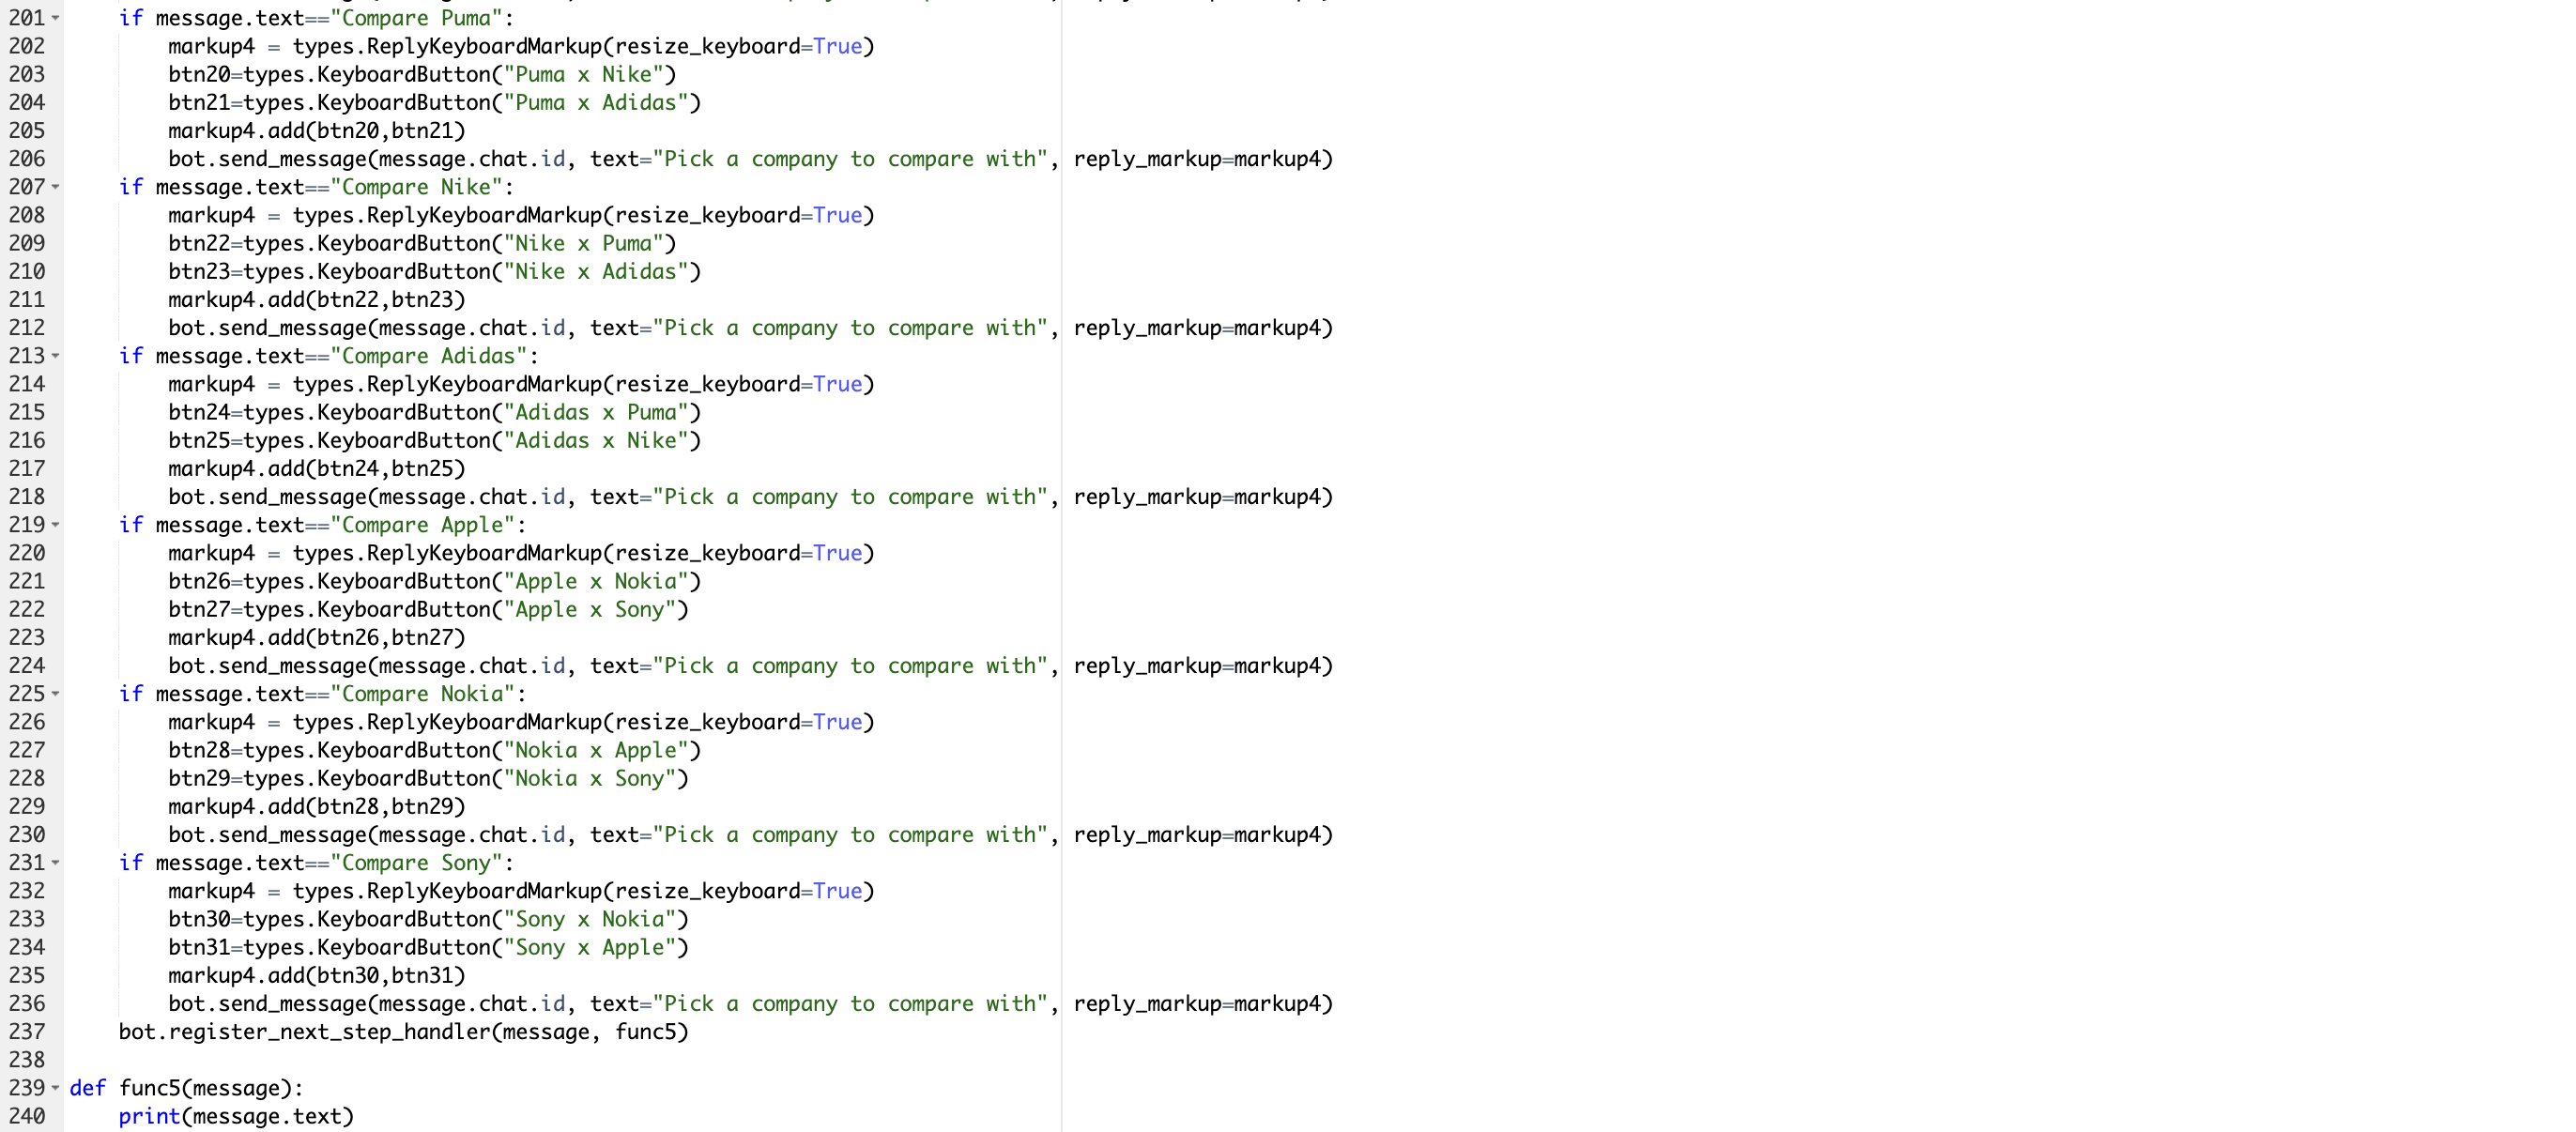 201 if message.text=="Compare Puma":
202 markup4 = types.ReplyKeyboardMarkup(resize_keyboard=True)
203 btn20=types.KeyboardButton("Puma x Nike")
204 btn21=types.KeyboardButton("Puma x Adidas")
205 markup4.add(btn20,btn21)
206 bot.send_message(message.chat.id, text="Pick a company to compare with", reply_markup=markup4)
207 if message.text=="Compare Nike":
208 markup4 = types.ReplyKeyboardMarkup(resize_keyboard=True)
209 btn22=types.KeyboardButton("Nike x Puma")
210 btn23=types.KeyboardButton("Nike x Adidas")
211 markup4.add(btn22,btn23)
212 bot.send_message(message.chat.id, text="Pick a company to compare with", reply_markup=markup4)
213 if message.text=="Compare Adidas":
214 markup4 = types.ReplyKeyboardMarkup(resize_keyboard=True)
215 btn24=types.KeyboardButton("Adidas x Puma")
216 btn25=types.KeyboardButton("Adidas x Nike")
217 markup4.add(btn24,btn25)
218 bot.send_message(message.chat.id, text="Pick a company to compare with", reply_markup=markup4)
219 if message.text=="Compare Apple":
220 markup4 = types.ReplyKeyboardMarkup(resize_keyboard=True)
221 btn26=types.KeyboardButton("Apple x Nokia")
222 btn27=types.KeyboardButton("Apple x Sony")
223 markup4.add(btn26,btn27)
224 bot.send_message(message.chat.id, text="Pick a company to compare with", reply_markup=markup4)
225 if message.text=="Compare Nokia":
226 markup4 = types.ReplyKeyboardMarkup(resize_keyboard=True)
227 btn28=types.KeyboardButton("Nokia x Apple")
228 btn29=types.KeyboardButton("Nokia x Sony")
229 markup4.add(btn28,btn29)
230 bot.send_message(message.chat.id, text="Pick a company to compare with", reply_markup=markup4)
231 if message.text=="Compare Sony":
232 markup4 = types.ReplyKeyboardMarkup(resize_keyboard=True)
233 btn30=types.KeyboardButton("Sony x Nokia")
234 btn31=types.KeyboardButton("Sony x Apple")
235 markup4.add(btn30,btn31)
236 bot.send_message(message.chat.id, text="Pick a company to compare with", reply_markup=markup4)
237 bot.register_next_step_handler(message, func5)
238
239 def func5(message):
240 print(message.text)